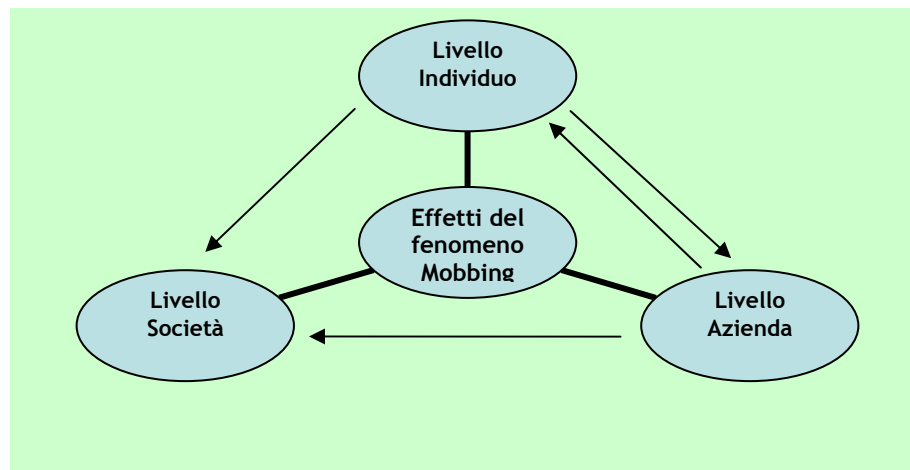 Livello
Individuo
Effetti del
fenomeno
Mobbing
Livello
Società
Livello
Azienda